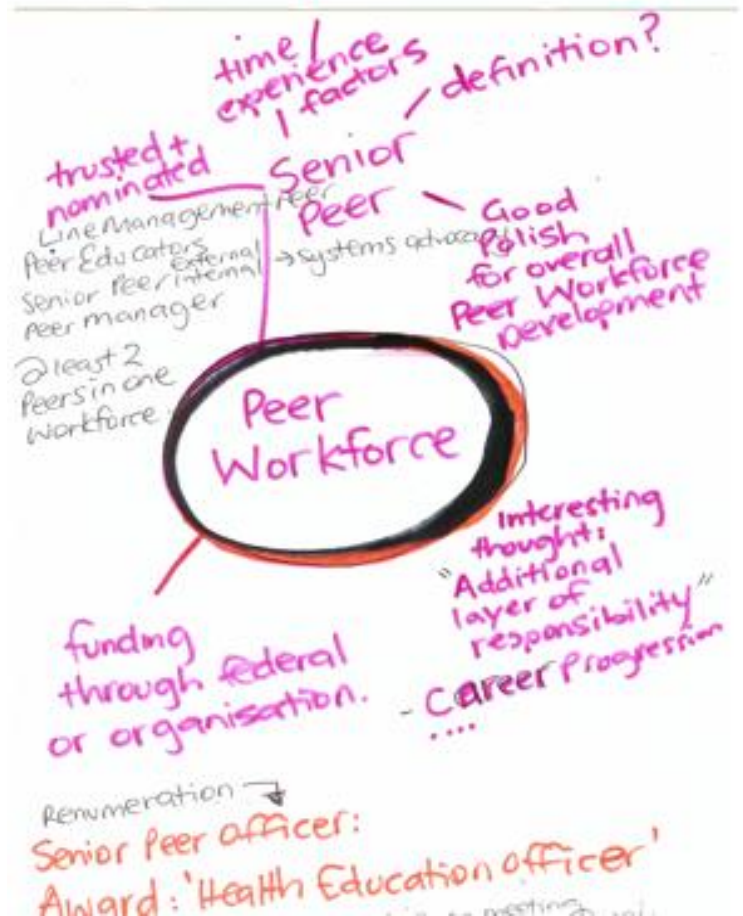 time/
experience
factors
definition?
Senior
Peer
trusted +
nominated
Line Management Peer
Peer Educators
External
Senior Peer internal → systems advocacy
Peer manager
@least 2
Peers in one
workforce
Good
Polish
for overall
Peer Workforce
Development
Peer
Workforce
Interesting
thought:
"Additional
layer of
responsibility"
- Career Progression
....
funding
through federal
or organisation.
Renumeration
Senior Peer officer:
Award: 'Health Education officer'
meeting